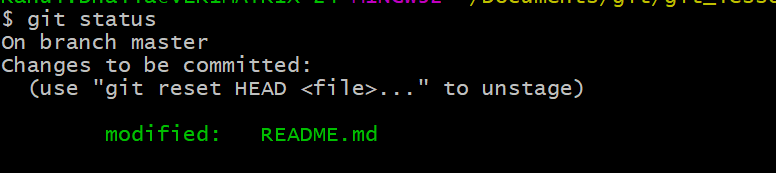 $ git status
On branch master
Changes to be committed:
(use "git reset HEAD <file>..." to unstage)
modified: README.md